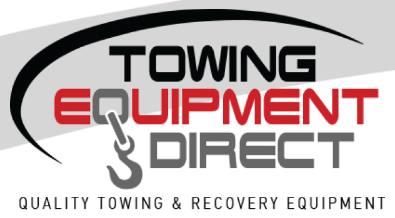 TOWING
EQUIPMENT
DIRECT
QUALITY TOWING & RECOVERY EQUIPMENT